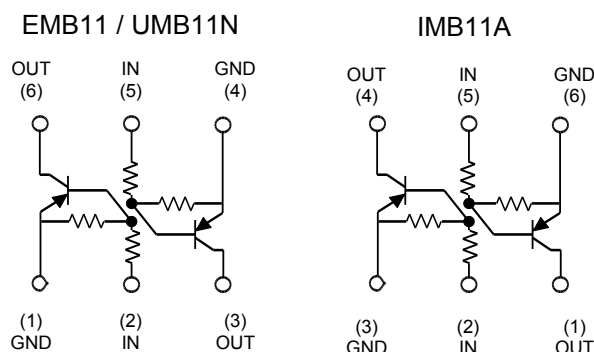 EMB11 / UMB11N
IMB11A
OUT IN GND
(6) (5) (4)
OUT IN GND
(4) (5) (6)
(1) (2) (3)
GND IN OUT
(3) (2) (1)
GND IN OUT